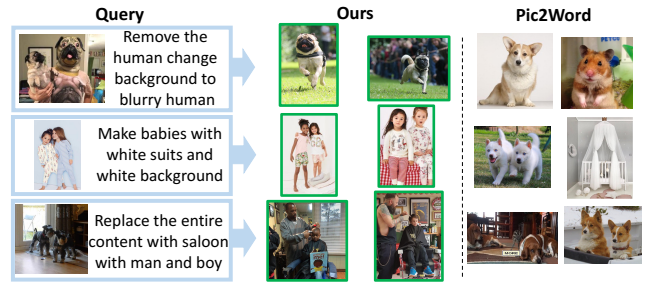 Query
Ours
Pic2Word
Remove the
human change
background to
blurry human
Make babies with
white suits and
white background
Replace the entire
content with saloon
with man and boy